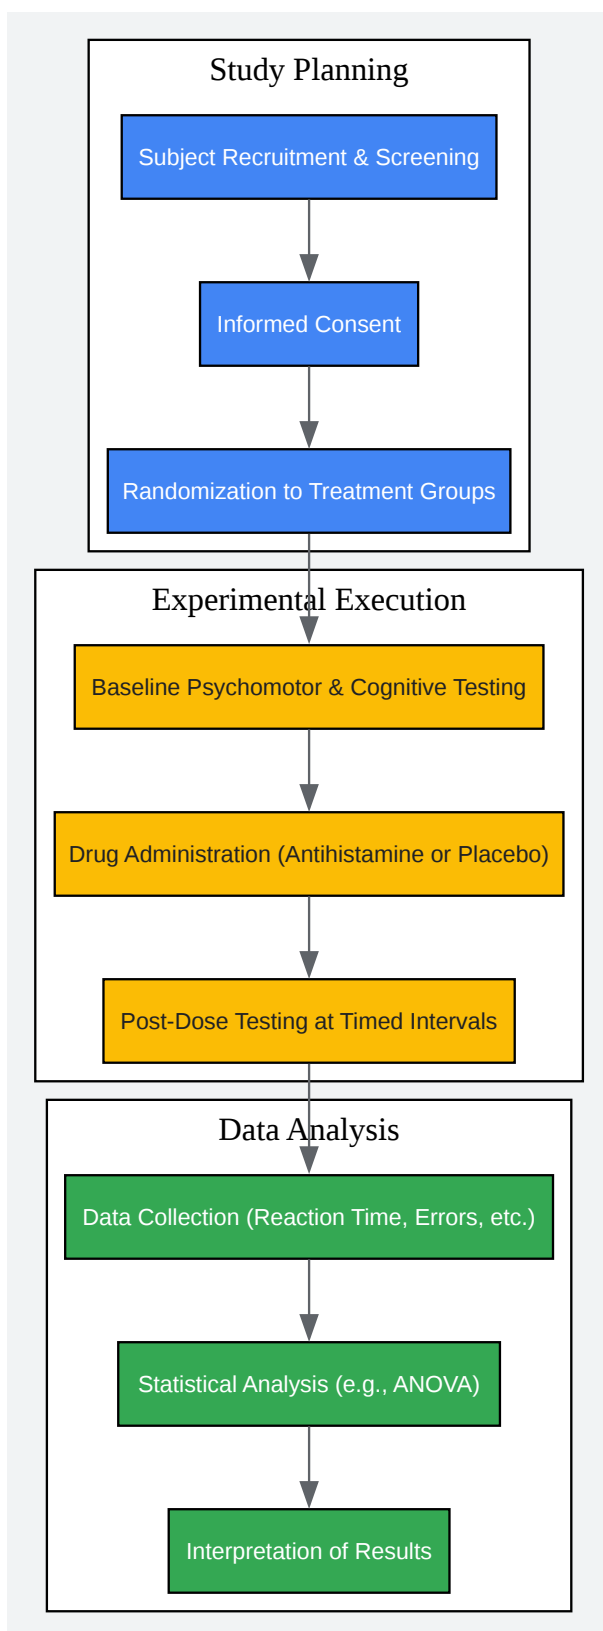 Study Planning
Subject Recruitment & Screening
Informed Consent
Randomization to Treatment Groups
Experimental Execution
Baseline Psychomotor & Cognitive Testing
Drug Administration (Antihistamine or Placebo)
Post-Dose Testing at Timed Intervals
Data Analysis
Data Collection (Reaction Time, Errors, etc.)
Statistical Analysis (e.g., ANOVA)
Interpretation of Results